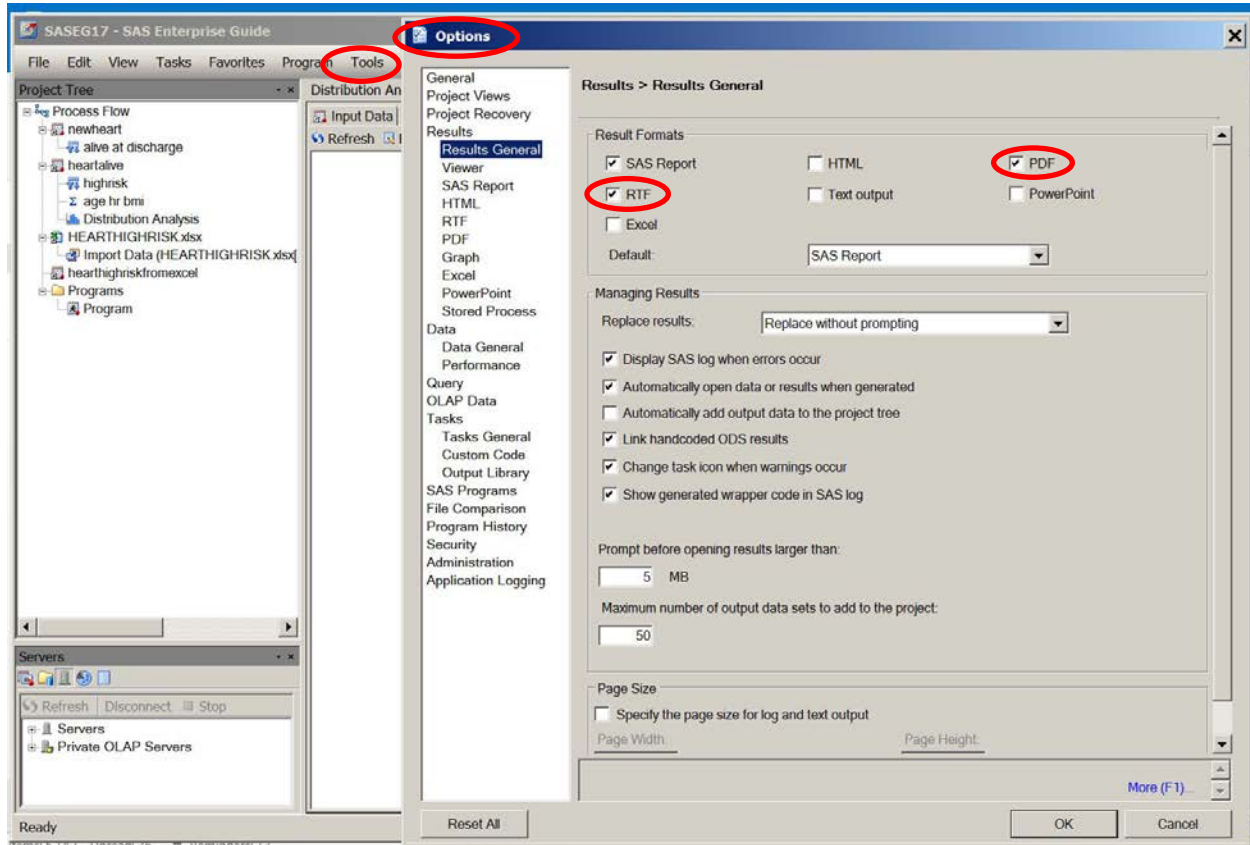 SASEG17 - SAS Enterprise Guide
File Edit View Tasks Favorites Program Tools
Project Tree
Process Flow
newheart
alive at discharge
heartalive
highrisk
age hr bmi
Distribution Analysis
HEARTHIGHRISK.xlsx
Import Data (HEARTHIGHRISK.xlsx[
hearthighriskfromexcel
Programs
Program
Distribution An
Input Data
Refresh
Servers
Refresh Disconnect Stop
Servers
Private OLAP Servers
Ready
Options
General
Project Views
Project Recovery
Results
Results General
Viewer
SAS Report
HTML
RTF
PDF
Graph
Excel
PowerPoint
Stored Process
Data
Data General
Performance
Query
OLAP Data
Tasks
Tasks General
Custom Code
Output Library
SAS Programs
File Comparison
Program History
Security
Administration
Application Logging
Results > Results General
Result Formats
SAS Report HTML PDF
RTF Text output PowerPoint
Excel
Default: SAS Report
Managing Results
Replace results: Replace without prompting
Display SAS log when errors occur
Automatically open data or results when generated
Automatically add output data to the project tree
Link handcoded ODS results
Change task icon when warnings occur
Show generated wrapper code in SAS log
Prompt before opening results larger than:
5 MB
Maximum number of output data sets to add to the project:
50
Page Size
Specify the page size for log and text output
Page Width: Page Height:
More (F1)...
Reset All OK Cancel